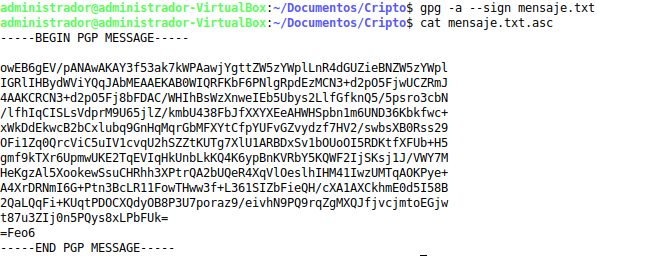 administrador@administrador-VirtualBox:~/Documentos/Cripto$ gpg -a --sign mensaje.txt
administrador@administrador-VirtualBox:~/Documentos/Cripto$ cat mensaje.txt.asc
-----BEGIN PGP MESSAGE-----

owEB6gEV/pANAwAKAY3f53ak7kWPAawjYgttZW5zYWplLnR4dGUZieBNZW5zYWpl
IGRlIHBydWViYQqJAbMEAAEKAB0WIQRFKbF6PNlgRpdEzMCN3+d2pO5FjwUCZRmJ
4AAKCRCN3+d2pO5Fj8bFDAC/WHIhBsWzXnweIEb5Ubys2LlfGfknQ5/5psro3cbN
/lfhIqCISLsVdprM9U65jlZ/kmbU438FbJfXXYXEeAHWHSpbn1m6UND36Kbkfwc+
xWkDdEkwcB2bCxlubq9GnHqMqrGbMFXYtCfpYUFvGZvydzf7HV2/swbsXB0Rss29
OFi1Zq0QrcViC5uIV1cvqU2hSZZtKUTg7XlU1ARBDxSv1bOUoOI5RDKtfXFUb+H5
gmf9kTXr6UpmwUKE2TqEVIqHkUnbLkKQ4K6ypBnKVRbY5KQWF2IjSKsj1J/VWY7M
HeKgzAl5XookewSsuCHRhh3XPtrQA2bUQeR4XqVlOeslhIHM41IwzUMTqAOKPye+
A4XrDRNmI6G+Ptn3BcLR11FowTHww3f+L361SIZbFieQH/cXA1AXCkhmE0d5I58B
2QaLQqFi+KUqtPDOCXQdyOB8P3U7poraz9/eivhN9PQ9rqZgMXQJfjvcjmtoEGjw
t87u3ZIj0n5PQys8xLPbFUk=
=Feo6
-----END PGP MESSAGE-----